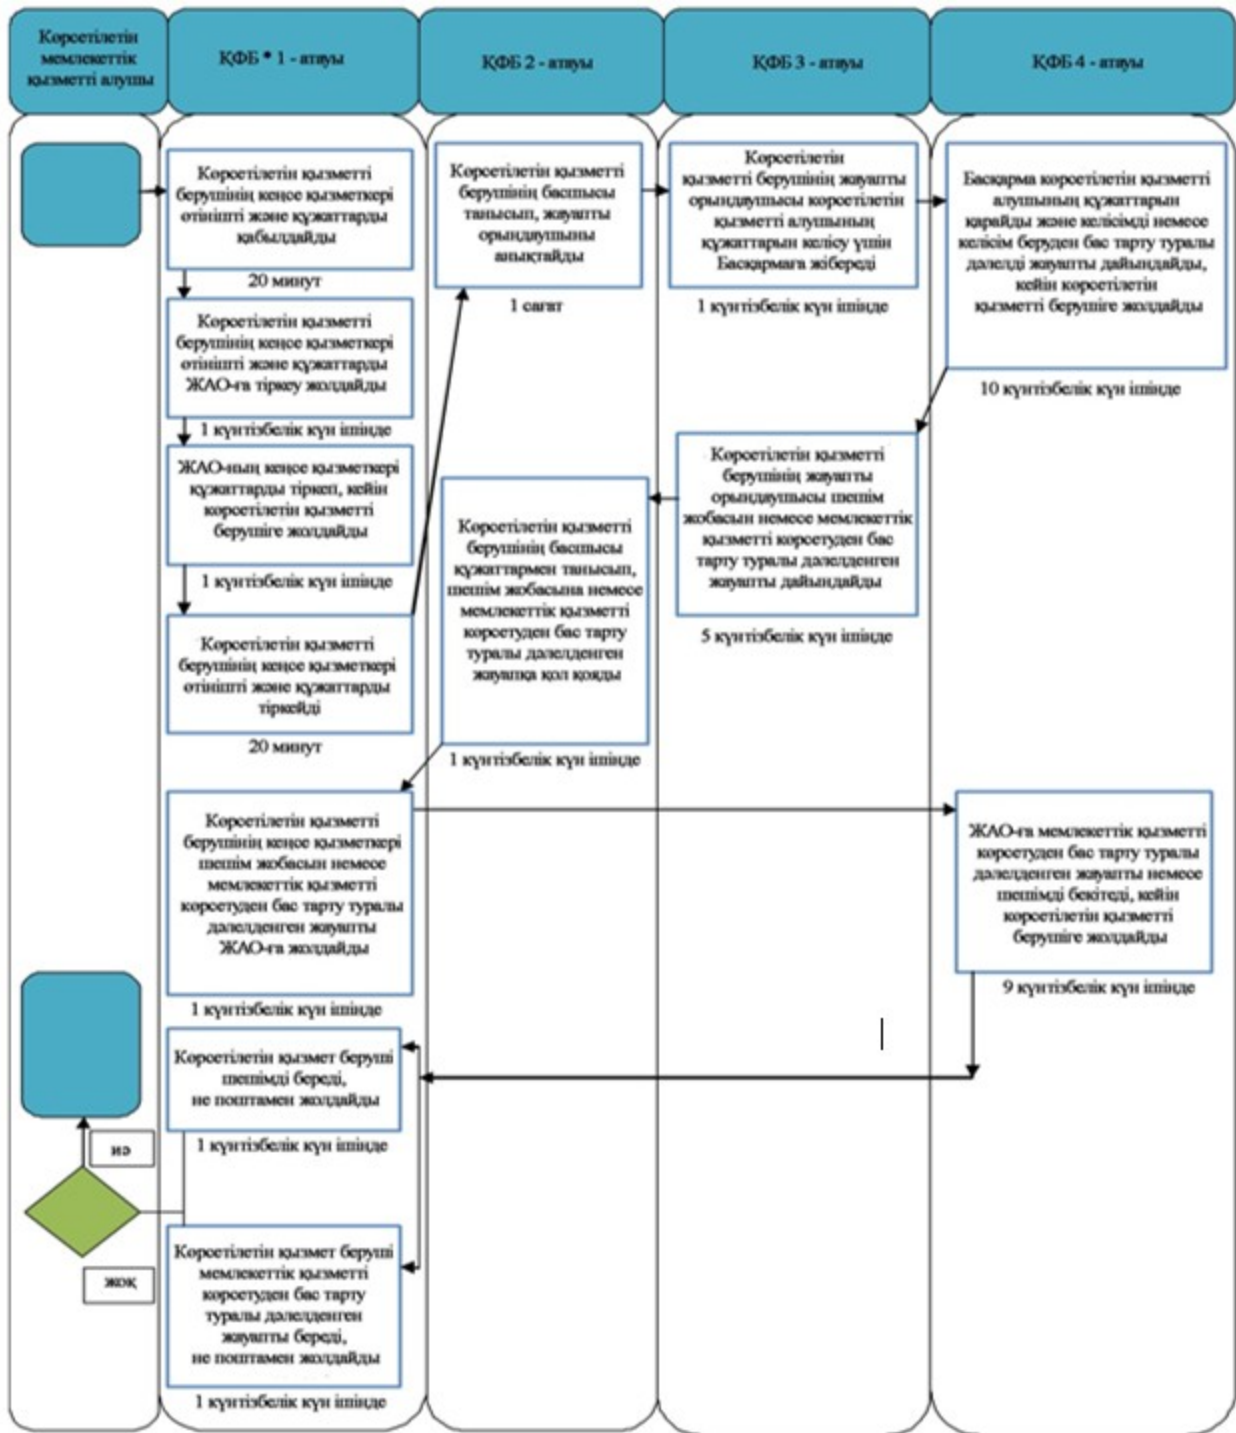 Көрсетілетін
мемлекеттік
қызметті алушы
ҚФБ * 1 - атауы
ҚФБ 2 - атауы
ҚФБ 3 - атауы
ҚФБ 4 - атауы
Көрсетілетін қызметті
берушінің кеңсе қызметкері
өтінішті және құжаттарды
қабылдайды
20 минут
Көрсетілетін қызметті
берушінің кеңсе қызметкері
өтінішті және құжаттарды
ЖАО-ға тіркеу жолдайды
1 күнтізбелік күн ішінде
ЖАО-ның кеңсе қызметкері
құжаттарды тіркеп, кейін
көрсетілетін қызметті
берушіге жолдайды
1 күнтізбелік күн ішінде
Көрсетілетін қызметті
берушінің кеңсе қызметкері
өтінішті және құжаттарды
тіркейді
20 минут
Көрсетілетін қызметті
берушінің басшысы
танысып, жауапты
орындаушыны
анықтайды
1 сағат
Көрсетілетін
қызметті берушінің жауапты
орындаушысы көрсетілетін
қызметті алушының
құжаттарын келісу үшін
Басқармаға жібереді
1 күнтізбелік күн ішінде
Басқарма көрсетілетін қызметті
алушының құжаттарын
қарайды және келісімді немесе
келісім беруден бас тарту туралы
дәлелді жауапты дайындайды,
кейін көрсетілетін
қызметті берушіге жолдайды
10 күнтізбелік күн ішінде
Көрсетілетін қызметті
берушінің жауапты
орындаушысы шешім
жобасын немесе мемлекеттік
қызметті көрсетуден бас
тарту туралы дәлелденген
жауапты дайындайды
5 күнтізбелік күн ішінде
Көрсетілетін қызметті
берушінің басшысы
құжаттармен танысып,
шешім жобасына немесе
мемлекеттік қызметті
көрсетуден бас тарту
туралы дәлелденген
жауапқа қол қояды
1 күнтізбелік күн ішінде
Көрсетілетін қызметті
берушінің кеңсе қызметкері
шешім жобасын немесе
мемлекеттік қызметті
көрсетуден бас тарту туралы
дәлелденген жауапты
ЖАО-ға жолдайды
1 күнтізбелік күн ішінде
ЖАО-ға мемлекеттік қызметті
көрсетуден бас тарту туралы
дәлелденген жауапты немесе
шешімді бекітеді, кейін
көрсетілетін қызметті
берушіге жолдайды
9 күнтізбелік күн ішінде
Көрсетілетін қызмет беруші
шешімді береді,
не поштамен жолдайды
1 күнтізбелік күн ішінде
иә
жоқ
Көрсетілетін қызмет беруші
мемлекеттік қызметті
көрсетуден бас тарту
туралы дәлелденген
жауапты береді,
не поштамен жолдайды
1 күнтізбелік күн ішінде